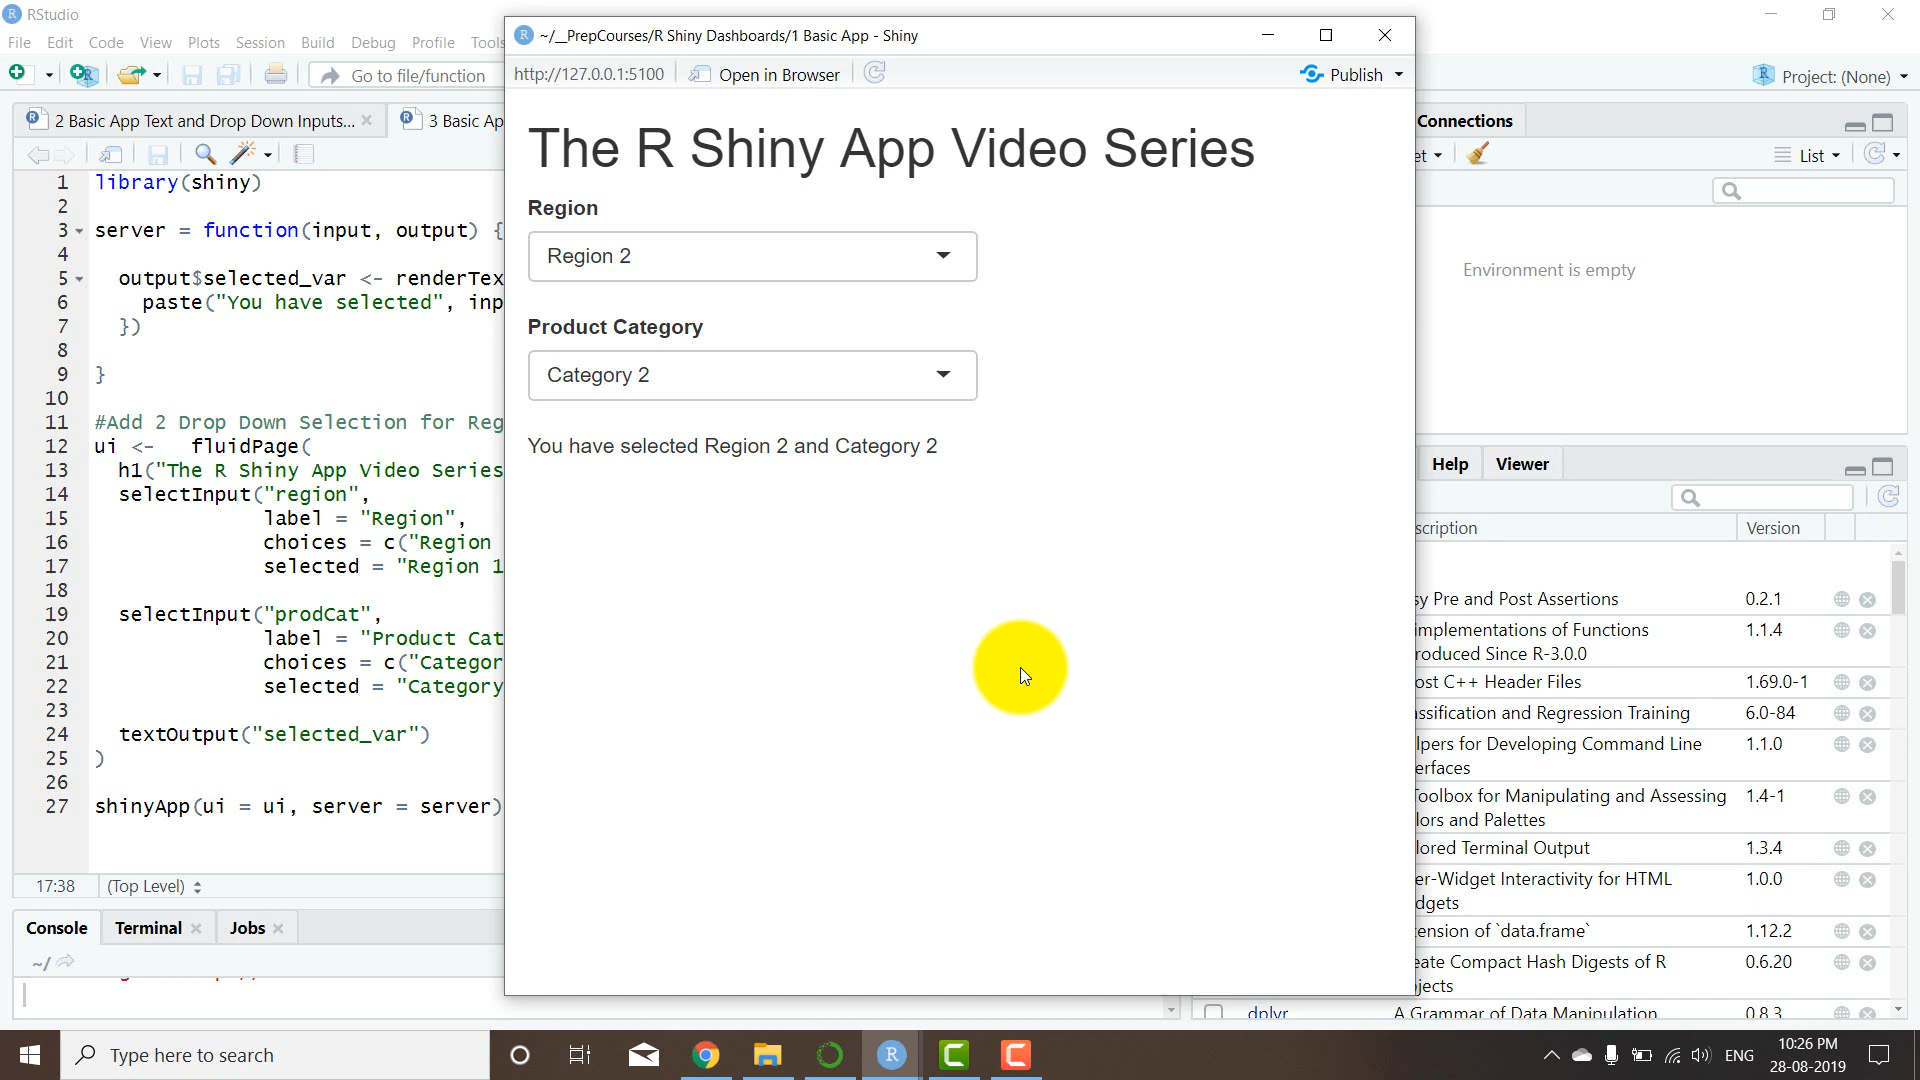 RStudio
File Edit Code View Plots Session Build Debug Profile Tools
Go to file/function
Project: (None)
2 Basic App Text and Drop Down Inputs...
3 Basic Ap
1 library(shiny)
2
3 server = function(input, output) {
4
5 output$selected_var <- renderTex
6 paste("You have selected", inp
7 })
8
9 }
10
11 #Add 2 Drop Down Selection for Reg
12 ui <- fluidPage(
13 h1("The R Shiny App Video Series
14 selectInput("region",
15 label = "Region",
16 choices = c("Region
17 selected = "Region 1
18
19 selectInput("prodCat",
20 label = "Product Cat
21 choices = c("Categor
22 selected = "Category
23
24 textOutput("selected_var")
25 )
26
27 shinyApp(ui = ui, server = server)
17:38 (Top Level)
Console Terminal Jobs
~/
~/__PrepCourses/R Shiny Dashboards/1 Basic App - Shiny
http://127.0.0.1:5100 Open in Browser Publish
The R Shiny App Video Series
Region
Region 2
Product Category
Category 2
You have selected Region 2 and Category 2
Connections
et List
Environment is empty
Help Viewer
scription Version
sy Pre and Post Assertions 0.2.1
implementations of Functions 1.1.4
roduced Since R-3.0.0
ost C++ Header Files 1.69.0-1
assification and Regression Training 6.0-84
lpers for Developing Command Line 1.1.0
erfaces
Toolbox for Manipulating and Assessing 1.4-1
lors and Palettes
lored Terminal Output 1.3.4
er-Widget Interactivity for HTML 1.0.0
dgets
tension of `data.frame` 1.12.2
eate Compact Hash Digests of R 0.6.20
jects
dplyr A Grammar of Data Manipulation 0.8.3
Type here to search
ENG
10:26 PM
28-08-2019